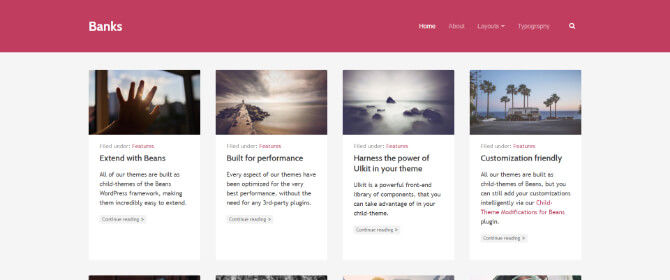 Banks
Home About Layouts Typography
Filed under: Features
Extend with Beans
All of our themes are built as
child-themes of the Beans
WordPress framework, making
them incredibly easy to extend.
Continue reading »
Filed under: Features
Built for performance
Every aspect of our themes have
been optimized for the very
best performance, without the
need for any 3rd-party plugins.
Continue reading »
Filed under: Features
Harness the power of
UIkit in your theme
UIkit is a powerful front-end
library of components, that you
can take advantage of in your
child-theme.
Continue reading »
Filed under: Features
Customization friendly
All our themes are built as
child-themes of Beans, but you
can still add your customizations
intelligently via our Child-
Theme Modifications for Beans
plugin.
Continue reading »